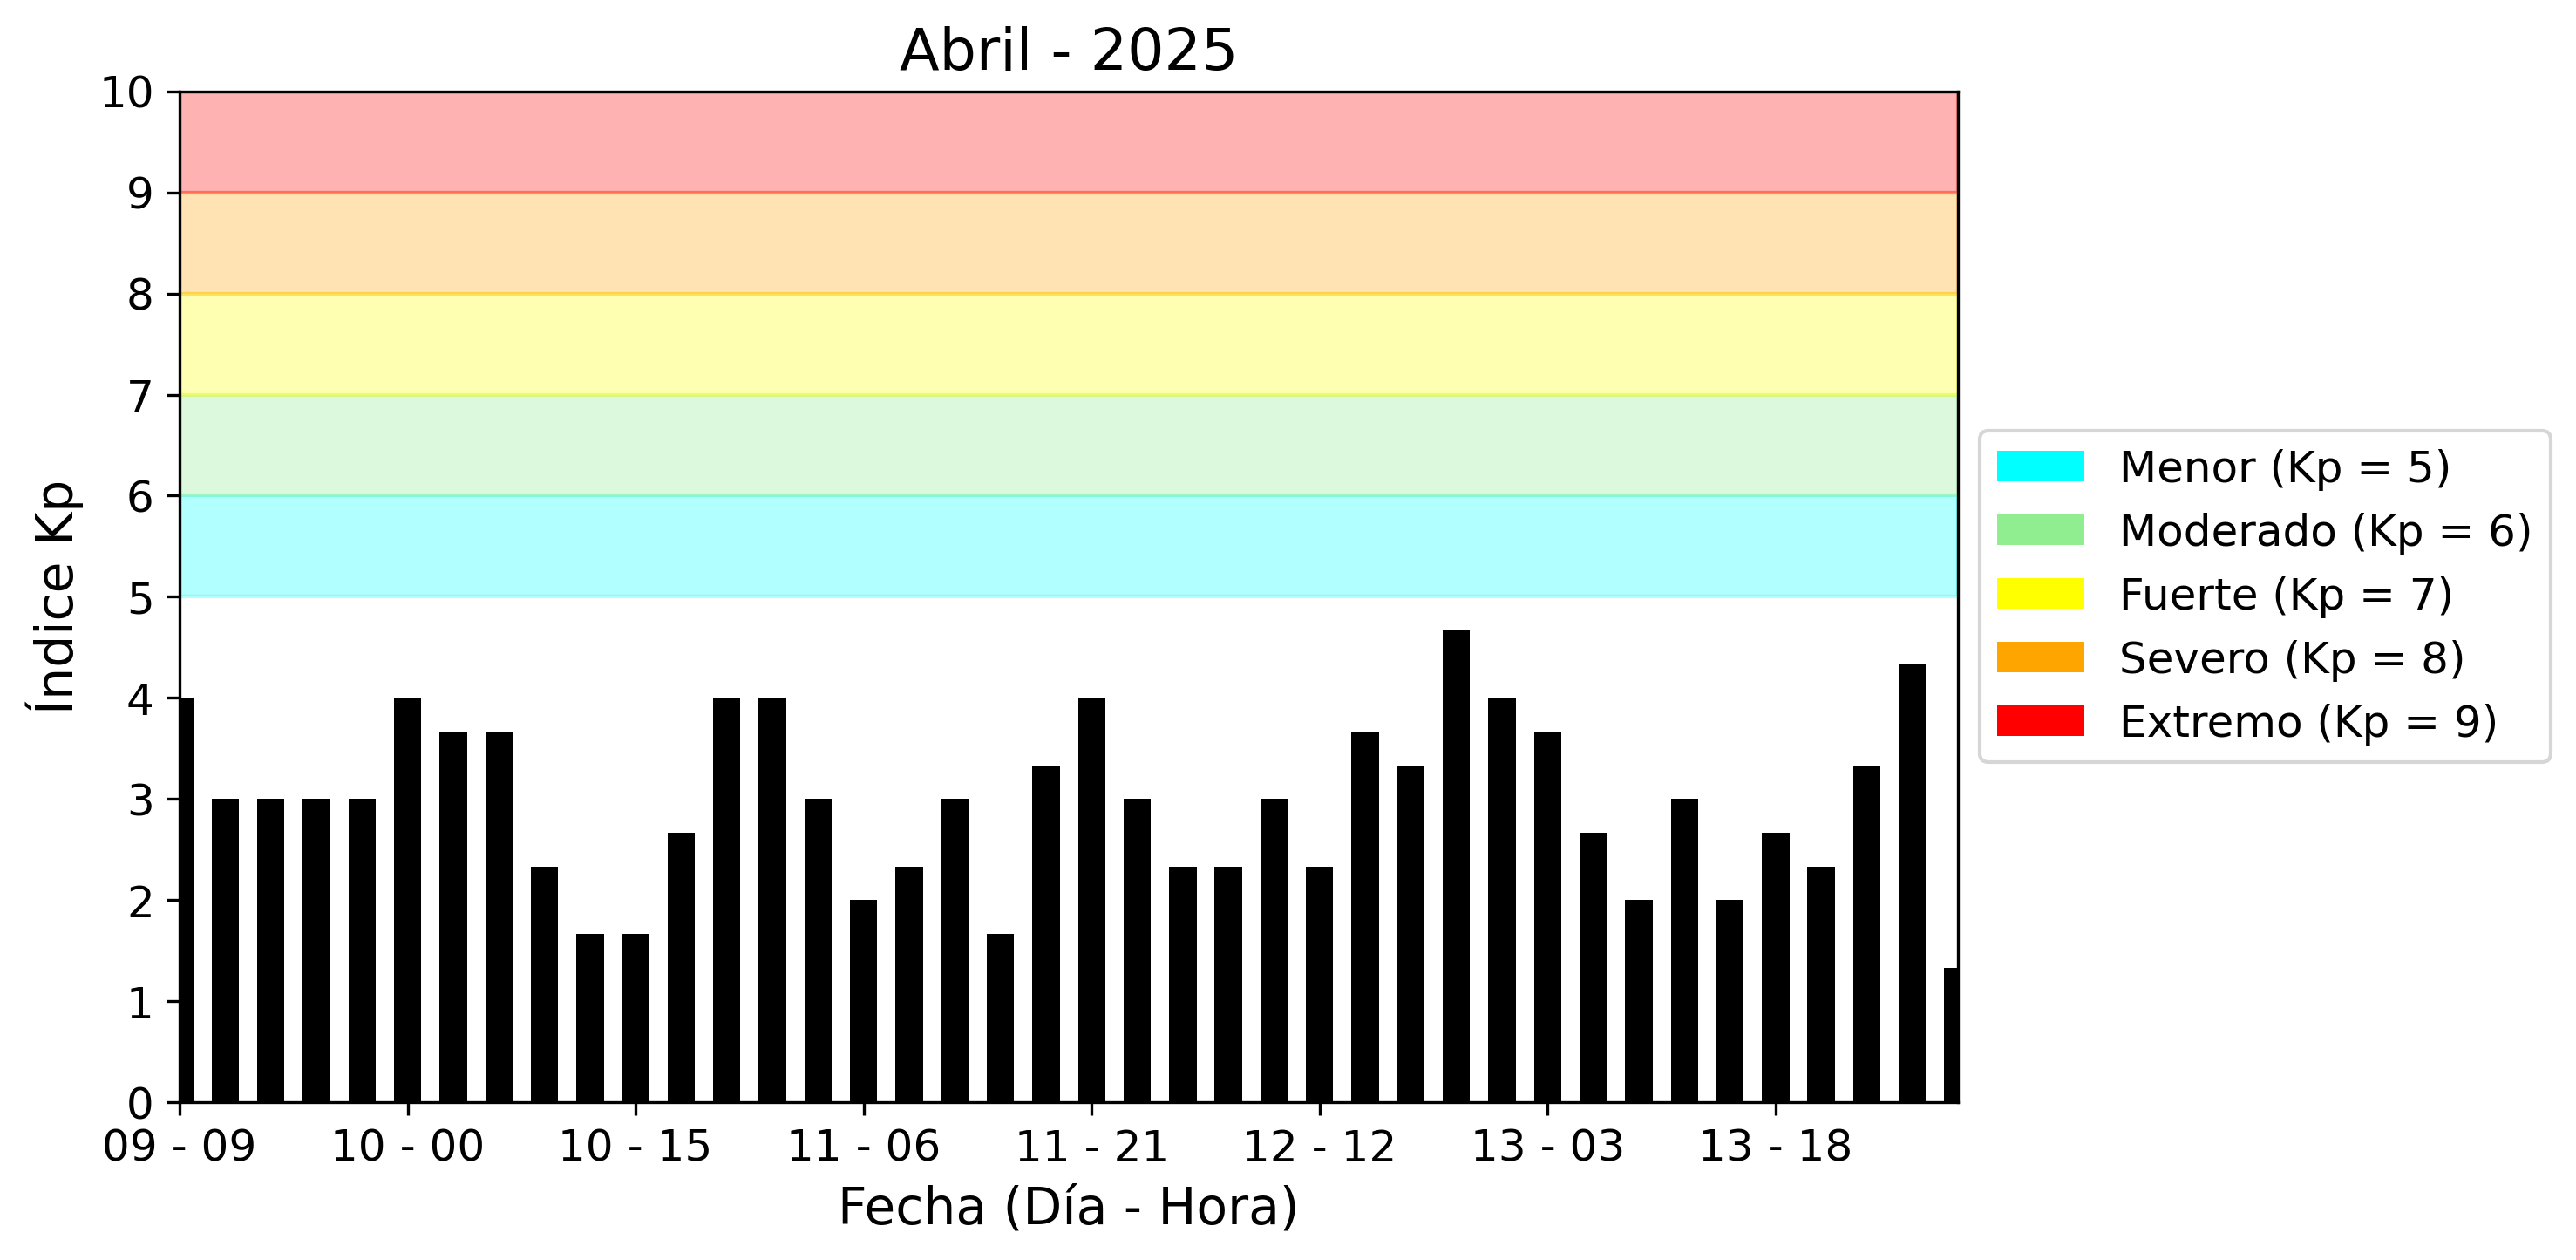 Abril - 2025
10
9
8
7
6
5
4
3
2
1
0
Índice Kp
09 - 09
10 - 00
10 - 15
11 - 06
11 - 21
12 - 12
13 - 03
13 - 18
Fecha (Día - Hora)
Menor (Kp = 5)
Moderado (Kp = 6)
Fuerte (Kp = 7)
Severo (Kp = 8)
Extremo (Kp = 9)